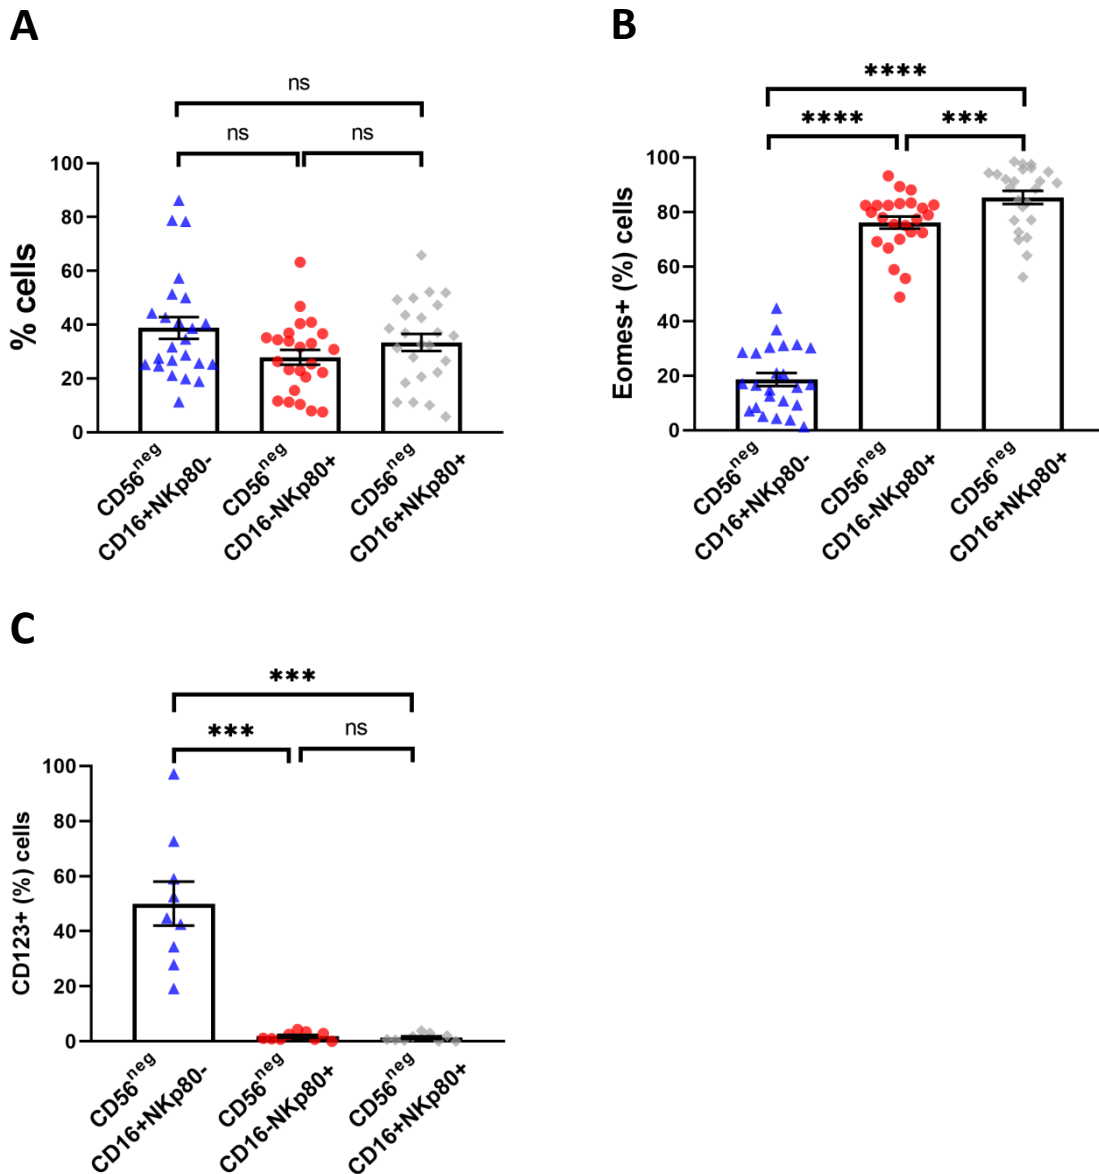 A
ns
ns
ns
% cells
100
80
60
40
20
0
CD56neg
CD16+NKp80-
CD56neg
CD16-NKp80+
CD56neg
CD16+NKp80+
B
****
****
***
Eomes+ (%) cells
100
80
60
40
20
0
CD56neg
CD16+NKp80-
CD56neg
CD16-NKp80+
CD56neg
CD16+NKp80+
C
***
***
ns
CD123+ (%) cells
100
80
60
40
20
0
CD56neg
CD16+NKp80-
CD56neg
CD16-NKp80+
CD56neg
CD16+NKp80+